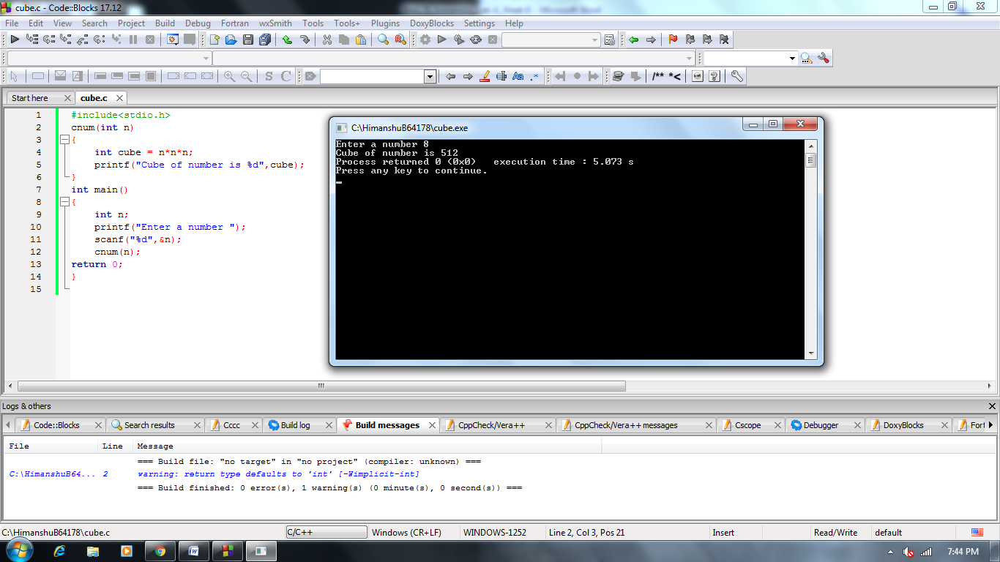 cube.c - Code::Blocks 17.12
File Edit View Search Project Build Debug Fortran wxSmith Tools Tools+ Plugins DoxyBlocks Settings Help
S C Aa .* /** *<
Start here cube.c
1 #include<stdio.h>
2 cnum(int n)
3 {
4 int cube = n*n*n;
5 printf("Cube of number is %d",cube);
6 }
7 int main()
8 {
9 int n;
10 printf("Enter a number ");
11 scanf("%d",&n);
12 cnum(n);
13 return 0;
14 }
15
C:\HimanshuB64178\cube.exe
Enter a number 8
Cube of number is 512
Process returned 0 (0x0)   execution time : 5.073 s
Press any key to continue.
Logs & others
Code::Blocks Search results Cccc Build log Build messages CppCheck/Vera++ CppCheck/Vera++ messages Cscope Debugger DoxyBlocks Fort
File Line Message
=== Build file: "no target" in "no project" (compiler: unknown) ===
C:\HimanshuB64... 2 warning: return type defaults to 'int' [-Wimplicit-int]
=== Build finished: 0 error(s), 1 warning(s) (0 minute(s), 0 second(s)) ===
C:\HimanshuB64178\cube.c C/C++ Windows (CR+LF) WINDOWS-1252 Line 2, Col 3, Pos 21 Insert Read/Write default
7:44 PM